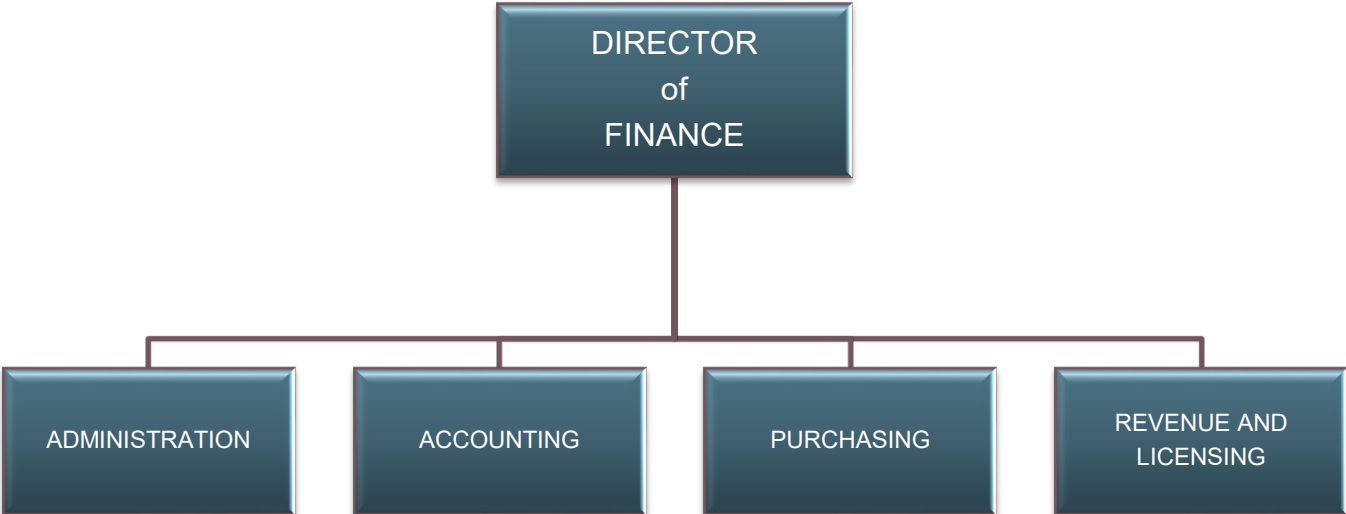 DIRECTOR
of
FINANCE
ADMINISTRATION
ACCOUNTING
PURCHASING
REVENUE AND
LICENSING